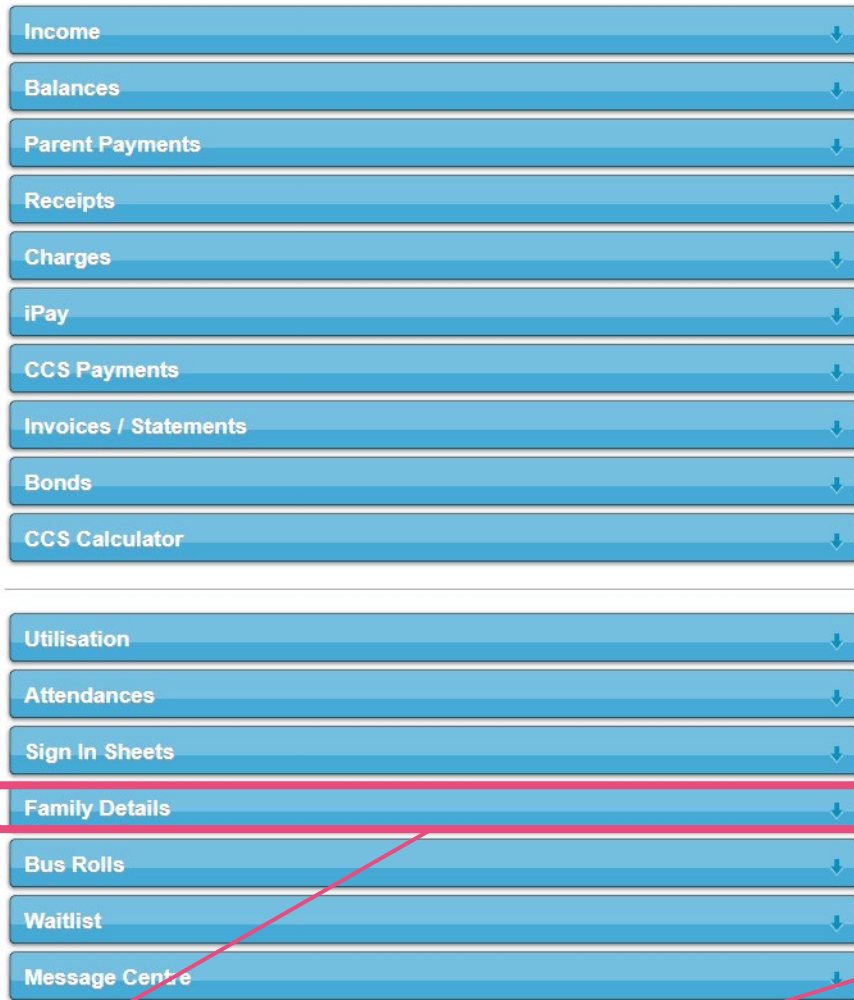 Income
Balances
Parent Payments
Receipts
Charges
iPay
CCS Payments
Invoices / Statements
Bonds
CCS Calculator
Utilisation
Attendances
Sign In Sheets
Family Details
Bus Rolls
Waitlist
Message Centre